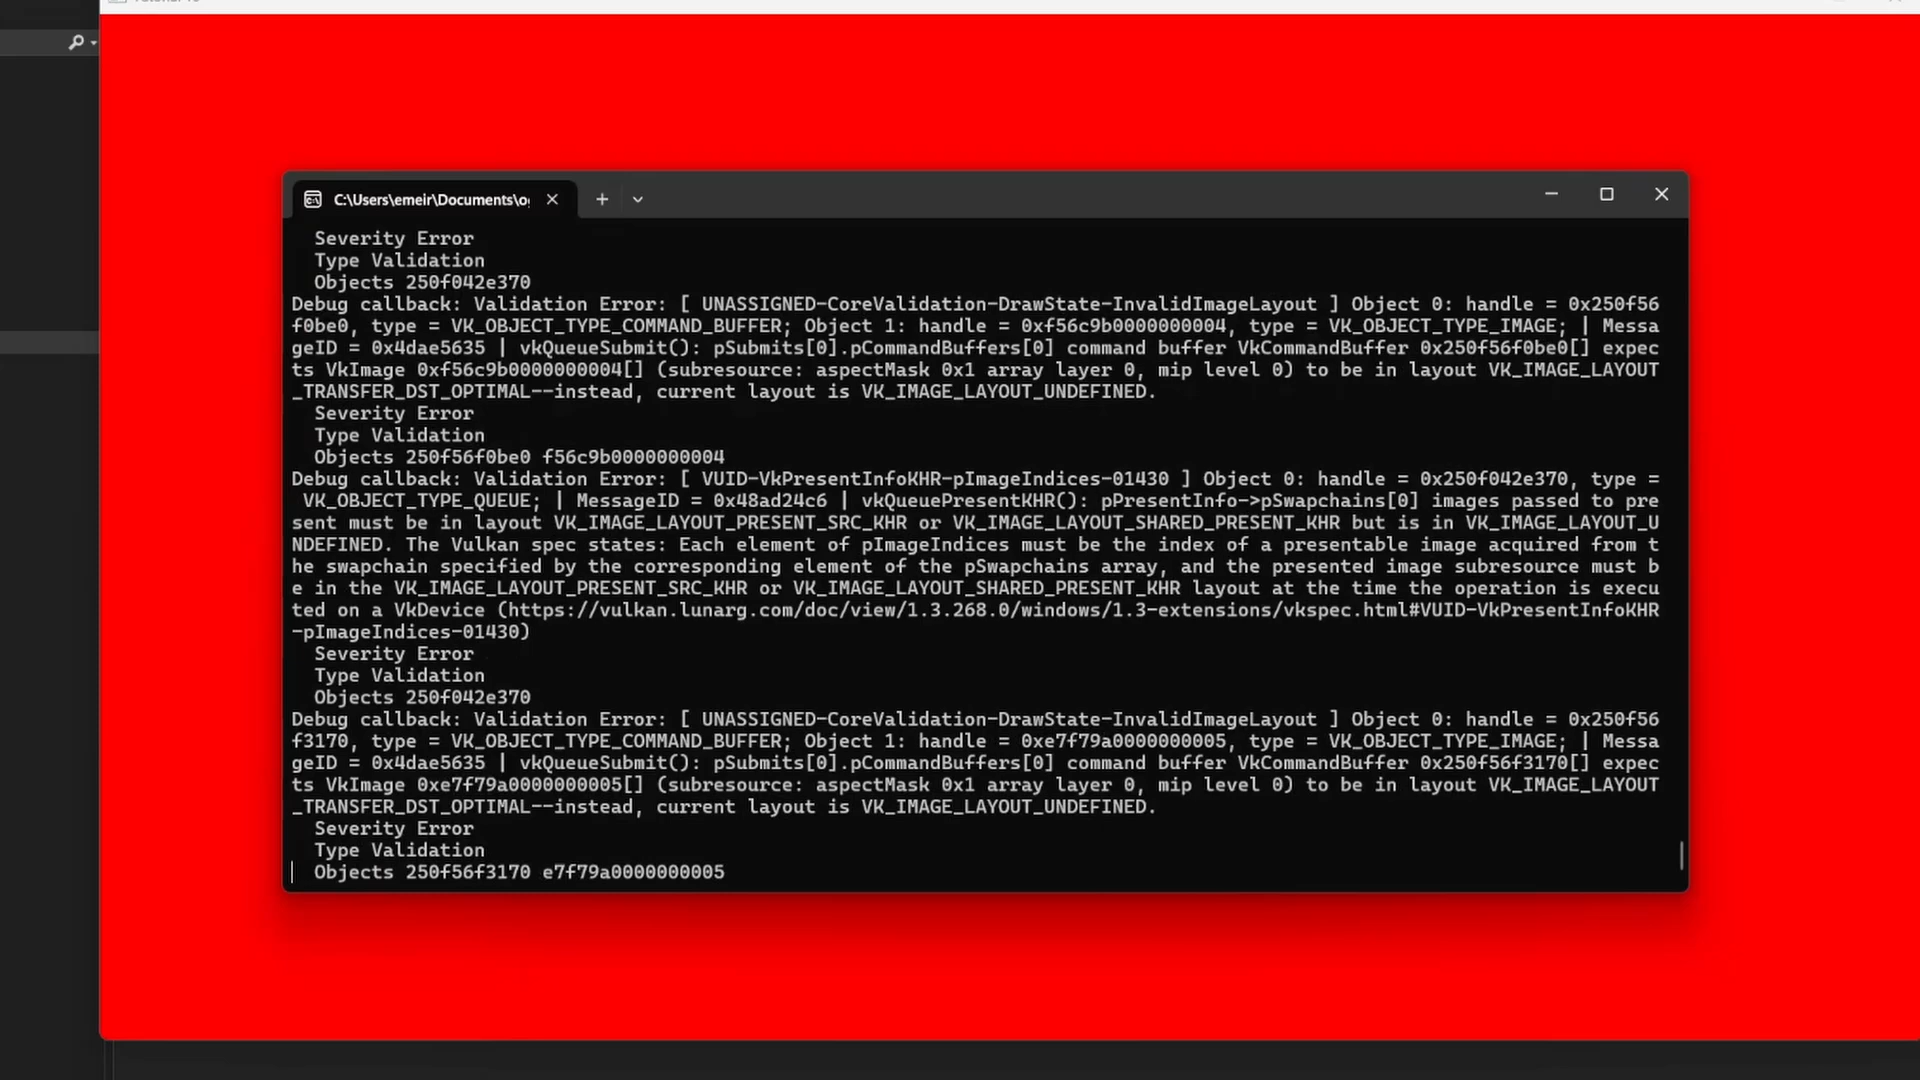 C:\Users\emeir\Documents\o
Severity Error
Type Validation
Objects 250f042e370
Debug callback: Validation Error: [ UNASSIGNED-CoreValidation-DrawState-InvalidImageLayout ] Object 0: handle = 0x250f56
f0be0, type = VK_OBJECT_TYPE_COMMAND_BUFFER; Object 1: handle = 0xf56c9b0000000004, type = VK_OBJECT_TYPE_IMAGE; | Messa
geID = 0x4dae5635 | vkQueueSubmit(): pSubmits[0].pCommandBuffers[0] command buffer VkCommandBuffer 0x250f56f0be0[] expec
ts VkImage 0xf56c9b0000000004[] (subresource: aspectMask 0x1 array layer 0, mip level 0) to be in layout VK_IMAGE_LAYOUT
_TRANSFER_DST_OPTIMAL--instead, current layout is VK_IMAGE_LAYOUT_UNDEFINED.
Severity Error
Type Validation
Objects 250f56f0be0 f56c9b0000000004
Debug callback: Validation Error: [ VUID-VkPresentInfoKHR-pImageIndices-01430 ] Object 0: handle = 0x250f042e370, type =
VK_OBJECT_TYPE_QUEUE; | MessageID = 0x48ad24c6 | vkQueuePresentKHR(): pPresentInfo->pSwapchains[0] images passed to pre
sent must be in layout VK_IMAGE_LAYOUT_PRESENT_SRC_KHR or VK_IMAGE_LAYOUT_SHARED_PRESENT_KHR but is in VK_IMAGE_LAYOUT_U
NDEFINED. The Vulkan spec states: Each element of pImageIndices must be the index of a presentable image acquired from t
he swapchain specified by the corresponding element of the pSwapchains array, and the presented image subresource must b
e in the VK_IMAGE_LAYOUT_PRESENT_SRC_KHR or VK_IMAGE_LAYOUT_SHARED_PRESENT_KHR layout at the time the operation is execu
ted on a VkDevice (https://vulkan.lunarg.com/doc/view/1.3.268.0/windows/1.3-extensions/vkspec.html#VUID-VkPresentInfoKHR
-pImageIndices-01430)
Severity Error
Type Validation
Objects 250f042e370
Debug callback: Validation Error: [ UNASSIGNED-CoreValidation-DrawState-InvalidImageLayout ] Object 0: handle = 0x250f56
f3170, type = VK_OBJECT_TYPE_COMMAND_BUFFER; Object 1: handle = 0xe7f79a0000000005, type = VK_OBJECT_TYPE_IMAGE; | Messa
geID = 0x4dae5635 | vkQueueSubmit(): pSubmits[0].pCommandBuffers[0] command buffer VkCommandBuffer 0x250f56f3170[] expec
ts VkImage 0xe7f79a0000000005[] (subresource: aspectMask 0x1 array layer 0, mip level 0) to be in layout VK_IMAGE_LAYOUT
_TRANSFER_DST_OPTIMAL--instead, current layout is VK_IMAGE_LAYOUT_UNDEFINED.
Severity Error
Type Validation
Objects 250f56f3170 e7f79a0000000005